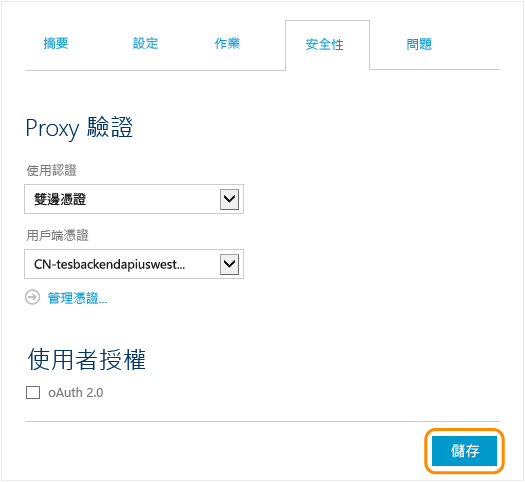 摘要 設定 作業 安全性 問題
Proxy 驗證
使用認證
雙邊憑證
用戶端憑證
CN-tesbackendapiuswest...
管理憑證...
使用者授權
oAuth 2.0
儲存